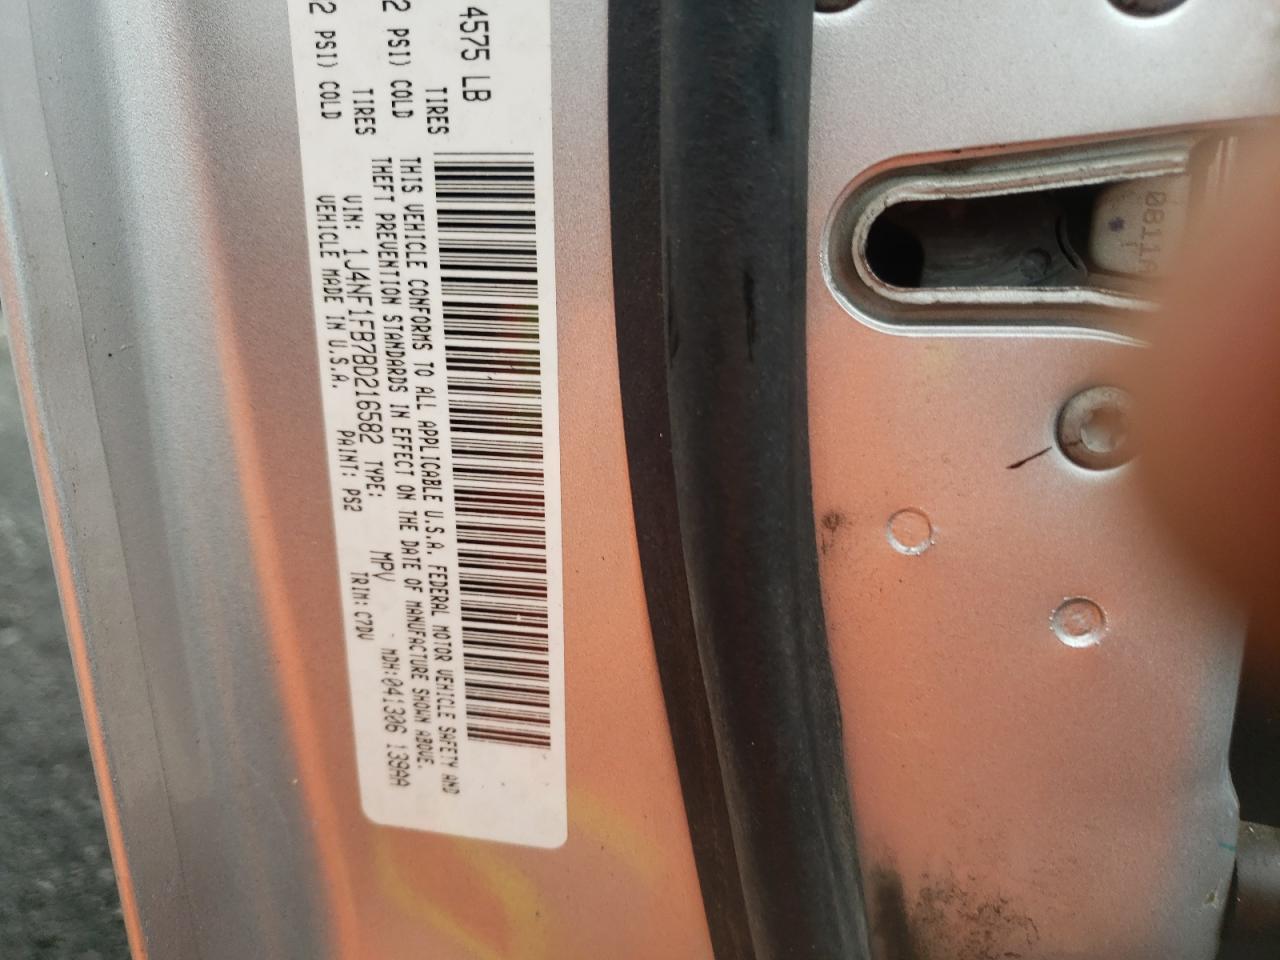 4575 LB
TIRES
2 PSI) COLD
TIRES
2 PSI) COLD
THIS VEHICLE CONFORMS TO ALL APPLICABLE U.S.A. FEDERAL MOTOR VEHICLE SAFETY AND
THEFT PREVENTION STANDARDS IN EFFECT ON THE DATE OF MANUFACTURE SHOWN ABOVE.
VIN: 1J4NF1FB7BD216582 TYPE: MPV MDH:041306 139AA
VEHICLE MADE IN U.S.A. PAINT: PS2 TRIM: C7DV